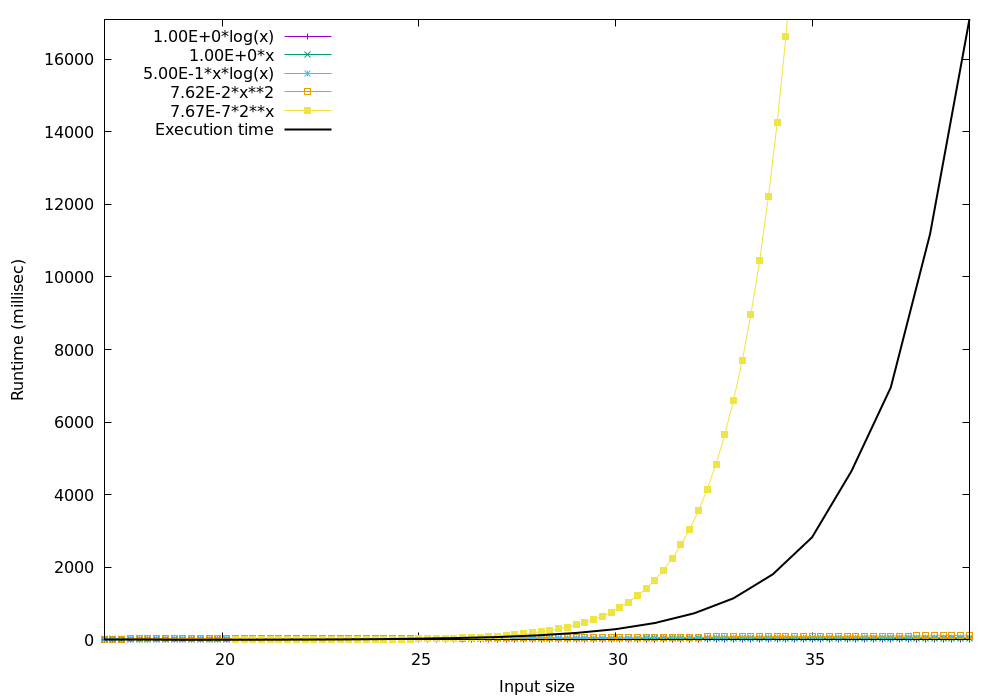 1.00E+0*log(x)
1.00E+0*x
5.00E-1*x*log(x)
7.62E-2*x**2
7.67E-7*2**x
Execution time
16000
14000
12000
10000
8000
6000
4000
2000
0
Runtime (millisec)
20 25 30 35
Input size